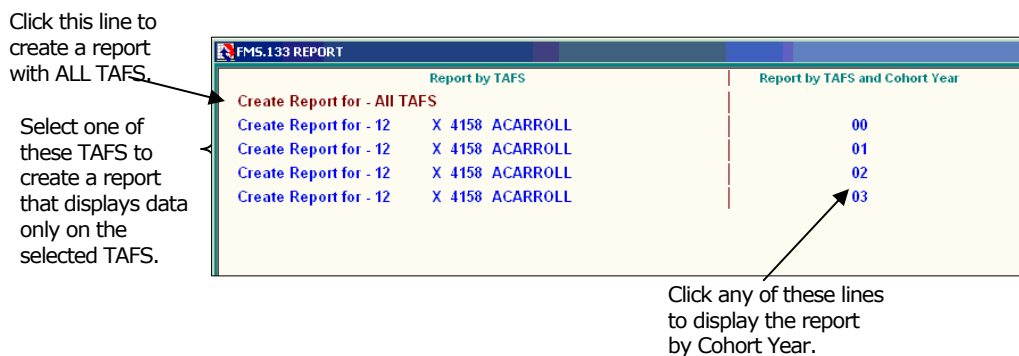 Click this line to
create a report
with ALL TAFS.
FMS.133 REPORT
Report by TAFS Report by TAFS and Cohort Year
Create Report for - All TAFS
Select one of
these TAFS to
create a report
that displays data
only on the
selected TAFS.
Create Report for - 12 X 4158 ACARROLL 00
Create Report for - 12 X 4158 ACARROLL 01
Create Report for - 12 X 4158 ACARROLL 02
Create Report for - 12 X 4158 ACARROLL 03
Click any of these lines
to display the report
by Cohort Year.